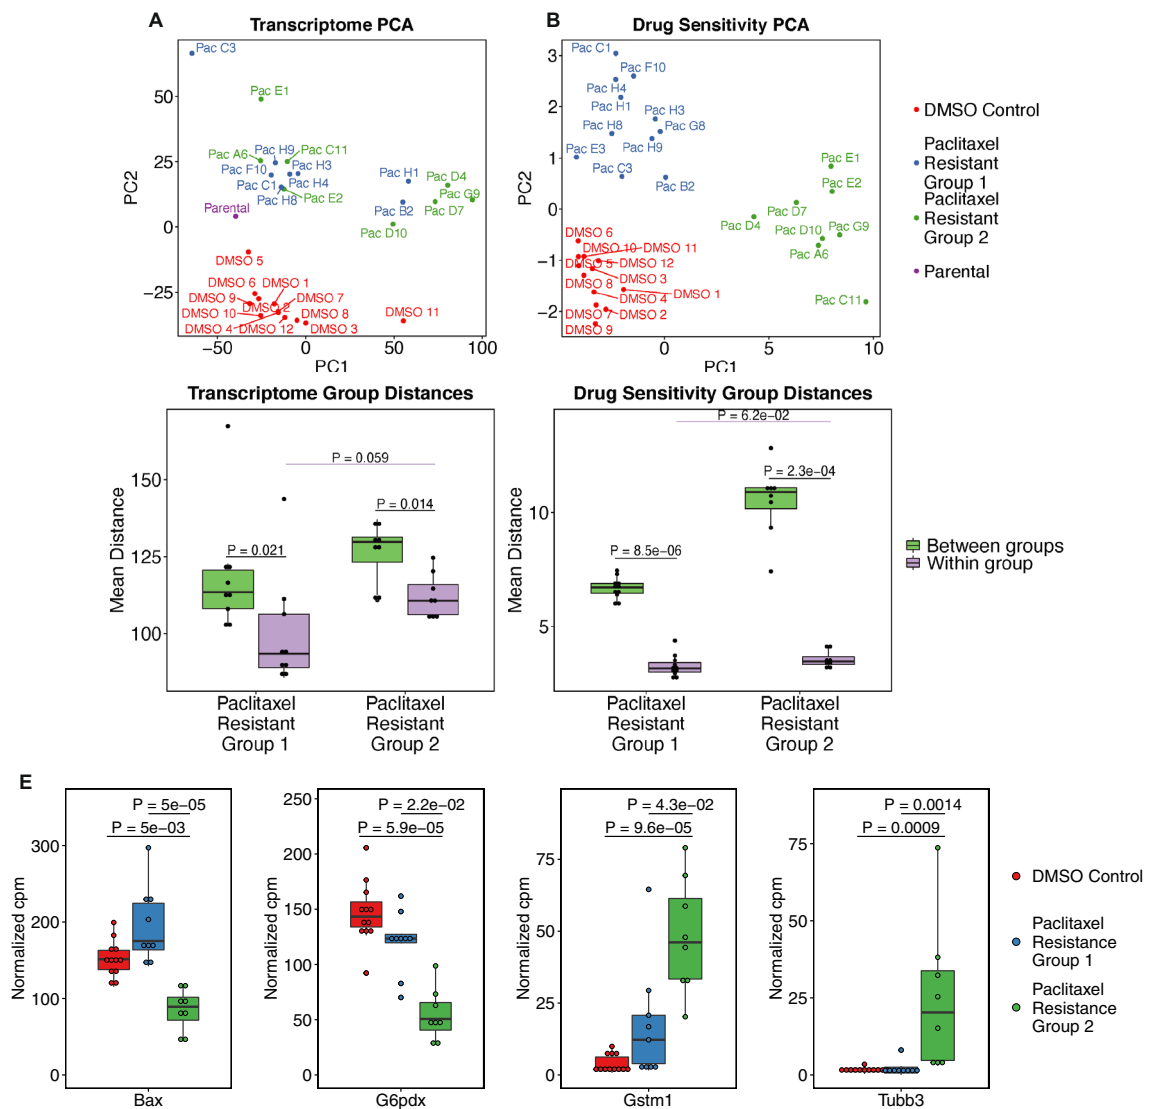 A
Transcriptome PCA
PC2
50
25
0
−25
Pac C3
Pac E1
Pac H9
Pac C11
Pac A6
Pac F10
Pac H3
Pac C1
Pac H4
Pac H8
Pac E2
Parental
Pac H1
Pac D4
Pac G9
Pac B2
Pac D7
Pac D10
DMSO 5
DMSO 6
DMSO 1
DMSO 9
DMSO 7
DMSO 2
DMSO 10
DMSO 8
DMSO 11
DMSO 4
DMSO 12
DMSO 3
−50
0
50
100
PC1
B
Drug Sensitivity PCA
PC2
3
2
1
0
−1
−2
Pac C1
Pac F10
Pac H4
Pac H1
Pac H3
Pac H8
Pac G8
Pac E3
Pac H9
Pac C3
Pac B2
Pac E1
Pac E2
Pac D7
Pac D4
Pac D10
Pac G9
Pac A6
Pac C11
DMSO 6
DMSO 10
DMSO 11
DMSO 5
DMSO 12
DMSO 3
DMSO 8
DMSO 4
DMSO 1
DMSO 7
DMSO 2
DMSO 9
0
5
10
PC1
DMSO Control
Paclitaxel
Resistant
Group 1
Paclitaxel
Resistant
Group 2
Parental
Transcriptome Group Distances
Mean Distance
150
125
100
P = 0.059
P = 0.014
P = 0.021
Paclitaxel
Resistant
Group 1
Paclitaxel
Resistant
Group 2
Drug Sensitivity Group Distances
Mean Distance
10
5
P = 6.2e−02
P = 2.3e−04
P = 8.5e−06
Paclitaxel
Resistant
Group 1
Paclitaxel
Resistant
Group 2
Between groups
Within group
E
Normalized cpm
300
200
100
0
P = 5e−05
P = 5e−03
Bax
Normalized cpm
250
200
150
100
50
0
P = 2.2e−02
P = 5.9e−05
G6pdx
Normalized cpm
75
50
25
0
P = 4.3e−02
P = 9.6e−05
Gstm1
Normalized cpm
75
50
25
0
P = 0.0014
P = 0.0009
Tubb3
DMSO Control
Paclitaxel
Resistance
Group 1
Paclitaxel
Resistance
Group 2